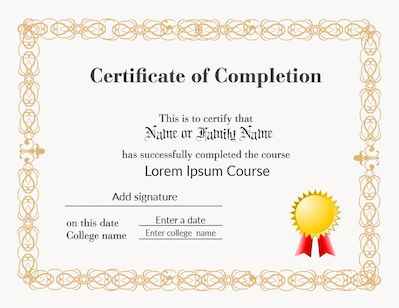 Certificate of Completion
This is to certify that
Name or Family Name
has successfully completed the course
Lorem Ipsum Course
Add signature
on this date Enter a date
College name Enter college name